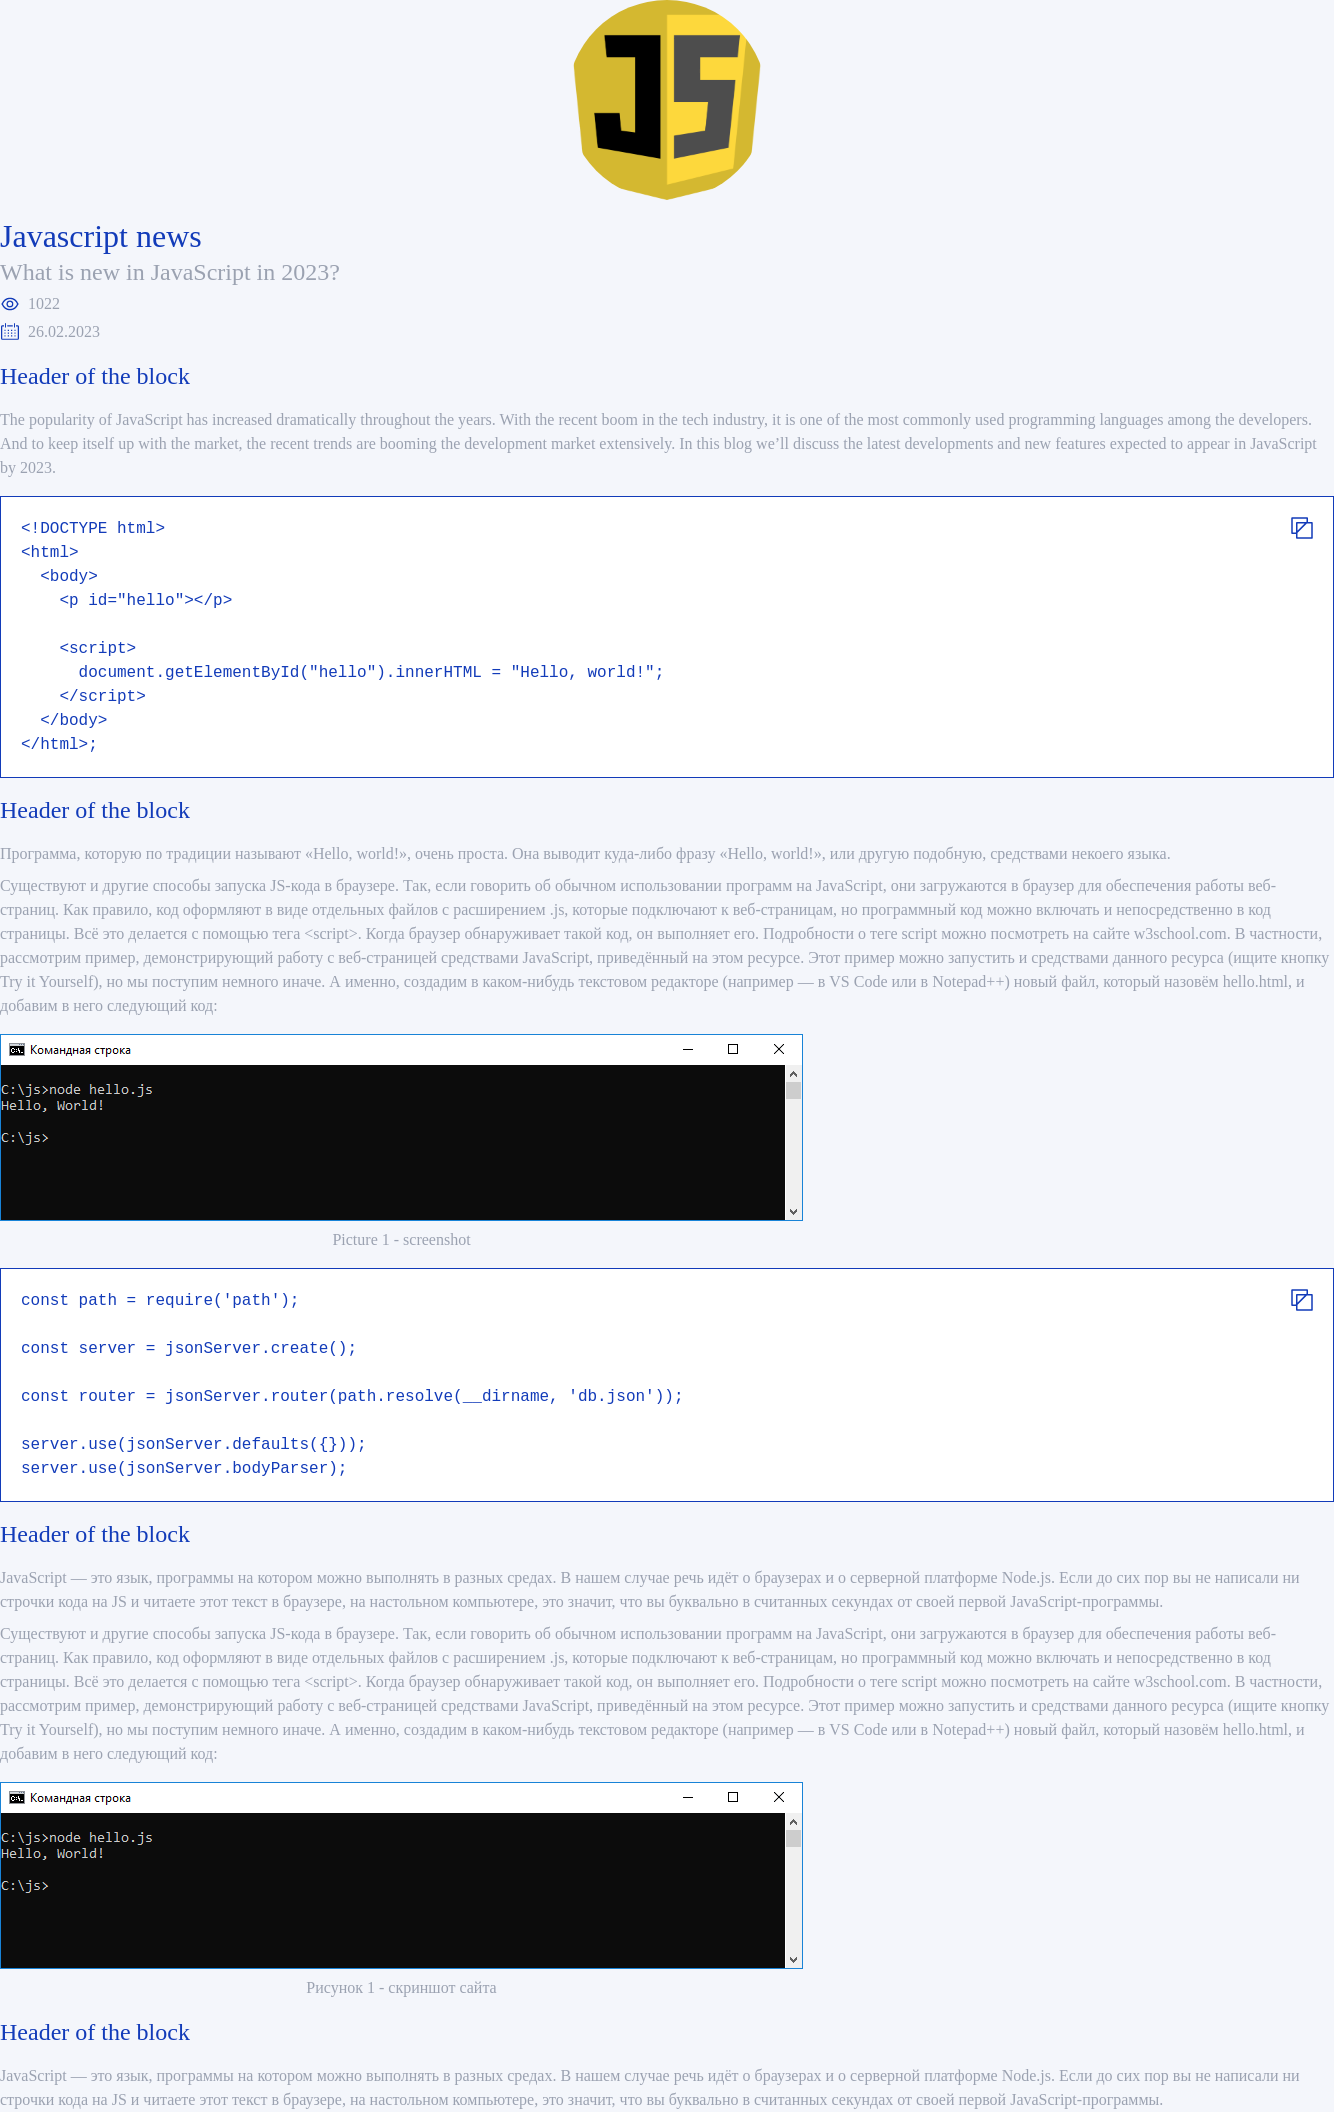 JS
Javascript news
What is new in JavaScript in 2023?
1022
26.02.2023
Header of the block
The popularity of JavaScript has increased dramatically throughout the years. With the recent boom in the tech industry, it is one of the most commonly used programming languages among the developers.
And to keep itself up with the market, the recent trends are booming the development market extensively. In this blog we’ll discuss the latest developments and new features expected to appear in JavaScript
by 2023.
<!DOCTYPE html>
<html>
  <body>
    <p id="hello"></p>

    <script>
      document.getElementById("hello").innerHTML = "Hello, world!";
    </script>
  </body>
</html>;
Header of the block
Программа, которую по традиции называют «Hello, world!», очень проста. Она выводит куда-либо фразу «Hello, world!», или другую подобную, средствами некоего языка.
Существуют и другие способы запуска JS-кода в браузере. Так, если говорить об обычном использовании программ на JavaScript, они загружаются в браузер для обеспечения работы веб-
страниц. Как правило, код оформляют в виде отдельных файлов с расширением .js, которые подключают к веб-страницам, но программный код можно включать и непосредственно в код
страницы. Всё это делается с помощью тега <script>. Когда браузер обнаруживает такой код, он выполняет его. Подробности о теге script можно посмотреть на сайте w3school.com. В частности,
рассмотрим пример, демонстрирующий работу с веб-страницей средствами JavaScript, приведённый на этом ресурсе. Этот пример можно запустить и средствами данного ресурса (ищите кнопку
Try it Yourself), но мы поступим немного иначе. А именно, создадим в каком-нибудь текстовом редакторе (например — в VS Code или в Notepad++) новый файл, который назовём hello.html, и
добавим в него следующий код:
Командная строка
C:\js>node hello.js
Hello, World!
C:\js>
Picture 1 - screenshot
const path = require('path');

const server = jsonServer.create();

const router = jsonServer.router(path.resolve(__dirname, 'db.json'));

server.use(jsonServer.defaults({}));
server.use(jsonServer.bodyParser);
Header of the block
JavaScript — это язык, программы на котором можно выполнять в разных средах. В нашем случае речь идёт о браузерах и о серверной платформе Node.js. Если до сих пор вы не написали ни
строчки кода на JS и читаете этот текст в браузере, на настольном компьютере, это значит, что вы буквально в считанных секундах от своей первой JavaScript-программы.
Существуют и другие способы запуска JS-кода в браузере. Так, если говорить об обычном использовании программ на JavaScript, они загружаются в браузер для обеспечения работы веб-
страниц. Как правило, код оформляют в виде отдельных файлов с расширением .js, которые подключают к веб-страницам, но программный код можно включать и непосредственно в код
страницы. Всё это делается с помощью тега <script>. Когда браузер обнаруживает такой код, он выполняет его. Подробности о теге script можно посмотреть на сайте w3school.com. В частности,
рассмотрим пример, демонстрирующий работу с веб-страницей средствами JavaScript, приведённый на этом ресурсе. Этот пример можно запустить и средствами данного ресурса (ищите кнопку
Try it Yourself), но мы поступим немного иначе. А именно, создадим в каком-нибудь текстовом редакторе (например — в VS Code или в Notepad++) новый файл, который назовём hello.html, и
добавим в него следующий код:
Командная строка
C:\js>node hello.js
Hello, World!
C:\js>
Рисунок 1 - скриншот сайта
Header of the block
JavaScript — это язык, программы на котором можно выполнять в разных средах. В нашем случае речь идёт о браузерах и о серверной платформе Node.js. Если до сих пор вы не написали ни
строчки кода на JS и читаете этот текст в браузере, на настольном компьютере, это значит, что вы буквально в считанных секундах от своей первой JavaScript-программы.